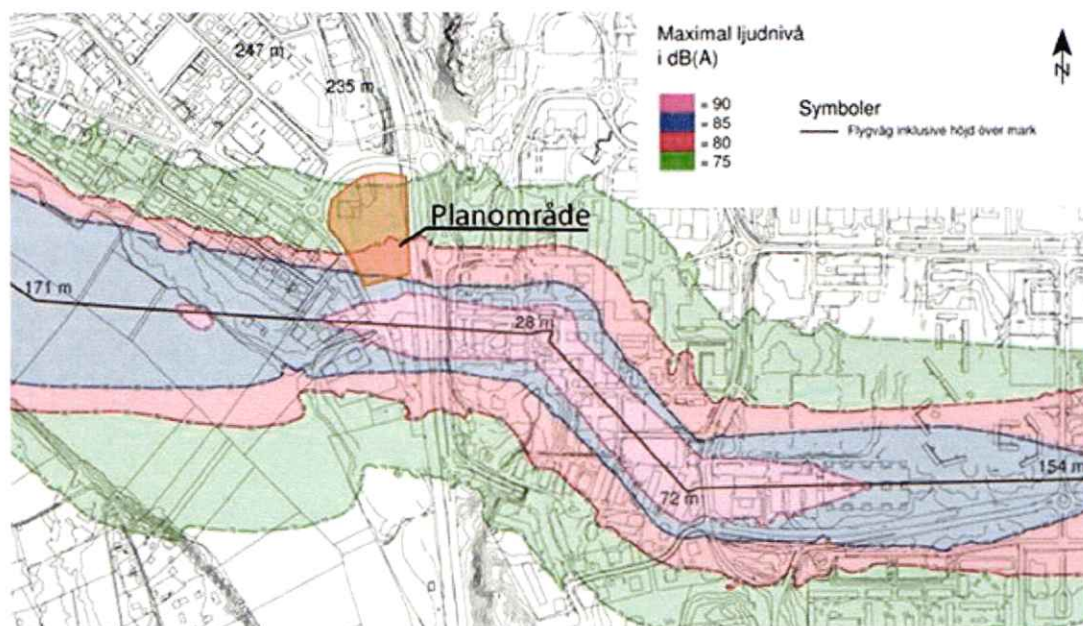 Maximal ljudnivå
i dB(A)
= 90
= 85
= 80
= 75
Symboler
Flygväg inklusive höjd över mark
N
247 m
235 m
Planområde
171 m
28 m
72 m
154 m